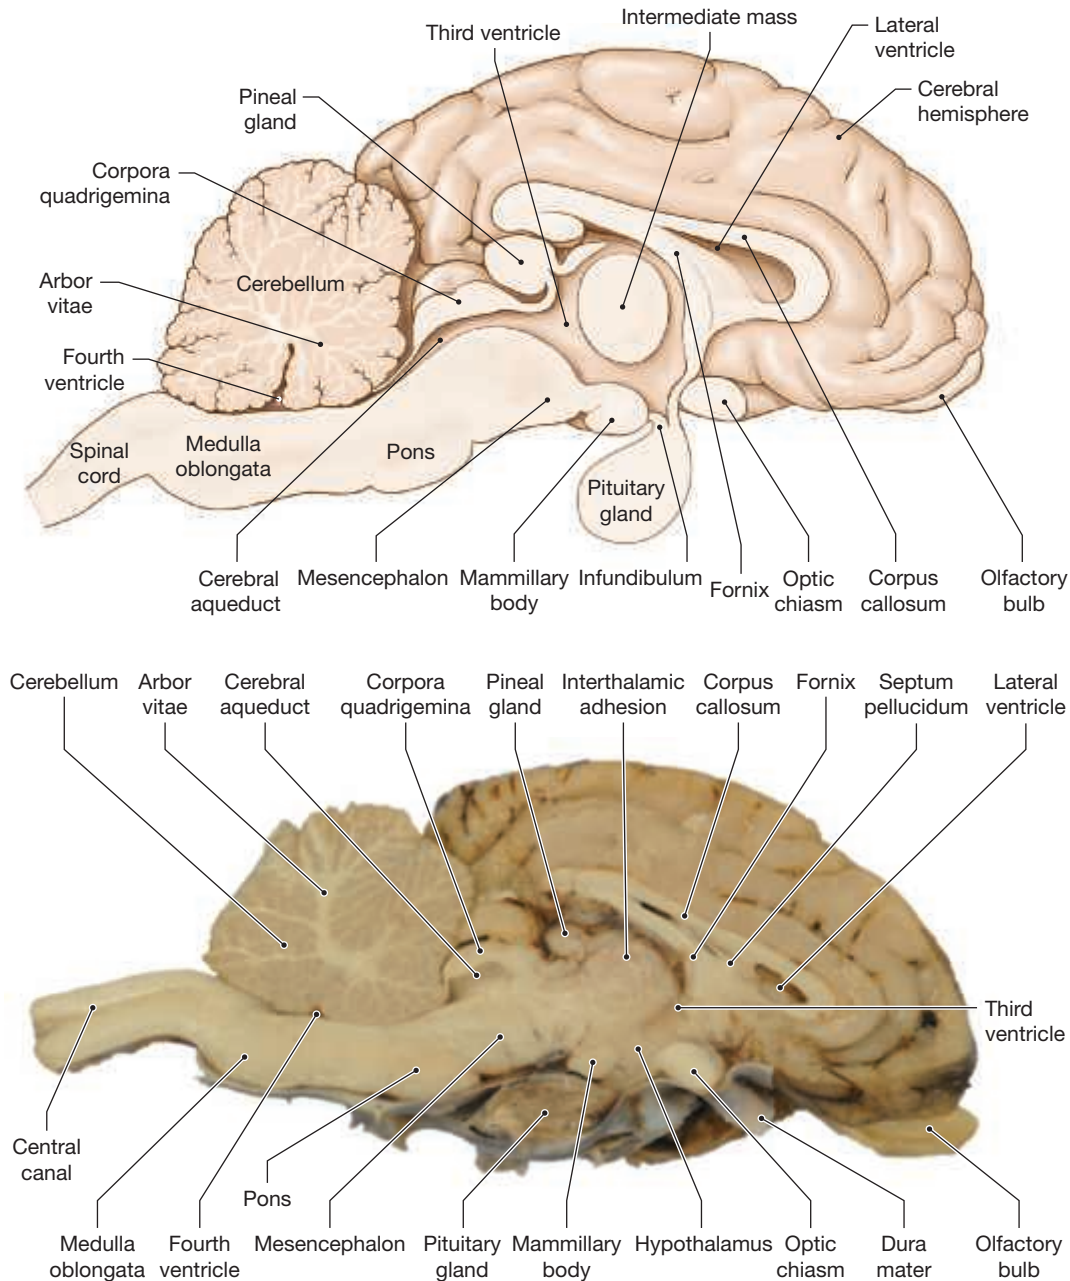 Intermediate mass
Third ventricle
Lateral
ventricle
Pineal
gland
Cerebral
hemisphere
Corpora
quadrigemina
Arbor
vitae
Cerebellum
Fourth
ventricle
Spinal
cord
Medulla
oblongata
Pons
Pituitary
gland
Cerebral
aqueduct
Mesencephalon
Mammillary
body
Infundibulum
Fornix
Optic
chiasm
Corpus
callosum
Olfactory
bulb
Cerebellum
Arbor
vitae
Cerebral
aqueduct
Corpora
quadrigemina
Pineal
gland
Interthalamic
adhesion
Corpus
callosum
Fornix
Septum
pellucidum
Lateral
ventricle
Third
ventricle
Central
canal
Pons
Medulla
oblongata
Fourth
ventricle
Mesencephalon
Pituitary
gland
Mammillary
body
Hypothalamus
Optic
chiasm
Dura
mater
Olfactory
bulb